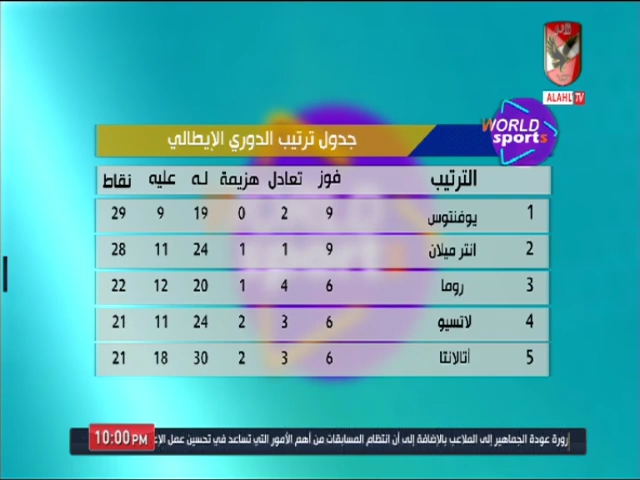 ALAHLY TV
WORLD
sports
جدول ترتيب الدوري الإيطالي
الترتيب فوز تعادل هزيمة له عليه نقاط
1 يوفنتوس 9 2 0 19 9 29
2 انتر ميلان 9 1 1 24 11 28
3 روما 6 4 1 20 12 22
4 لاتسيو 6 3 2 24 11 21
5 أتالانتا 6 3 2 30 18 21
10:00 PM
عودة الجماهير إلى الملاعب بالإضافة إلى أن انتظام المسابقات من أهم الأمور التي تساعد في تحسين عمل